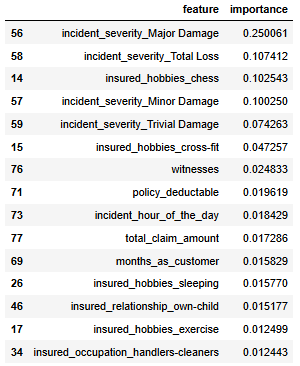 feature importance
56 incident_severity_Major Damage 0.250061
58 incident_severity_Total Loss 0.107412
14 insured_hobbies_chess 0.102543
57 incident_severity_Minor Damage 0.100250
59 incident_severity_Trivial Damage 0.074263
15 insured_hobbies_cross-fit 0.047257
76 witnesses 0.024833
71 policy_deductable 0.019619
73 incident_hour_of_the_day 0.018429
77 total_claim_amount 0.017286
69 months_as_customer 0.015829
26 insured_hobbies_sleeping 0.015770
46 insured_relationship_own-child 0.015177
17 insured_hobbies_exercise 0.012499
34 insured_occupation_handlers-cleaners 0.012443